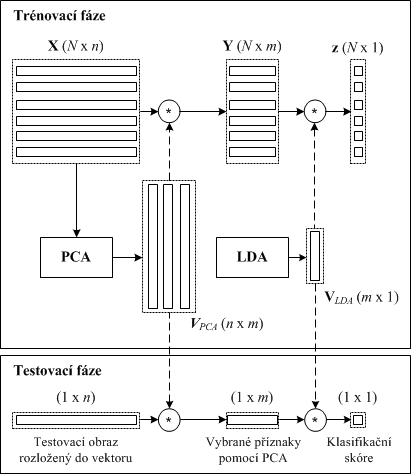 Trénovací fáze
X (N x n)
Y (N x m)
z (N x 1)
*
*
PCA
LDA
V_PCA (n x m)
V_LDA (m x 1)
Testovací fáze
(1 x n)
(1 x m)
(1 x 1)
*
*
Testovací obraz
rozložený do vektoru
Vybrané příznaky
pomocí PCA
Klasifikační
skóre